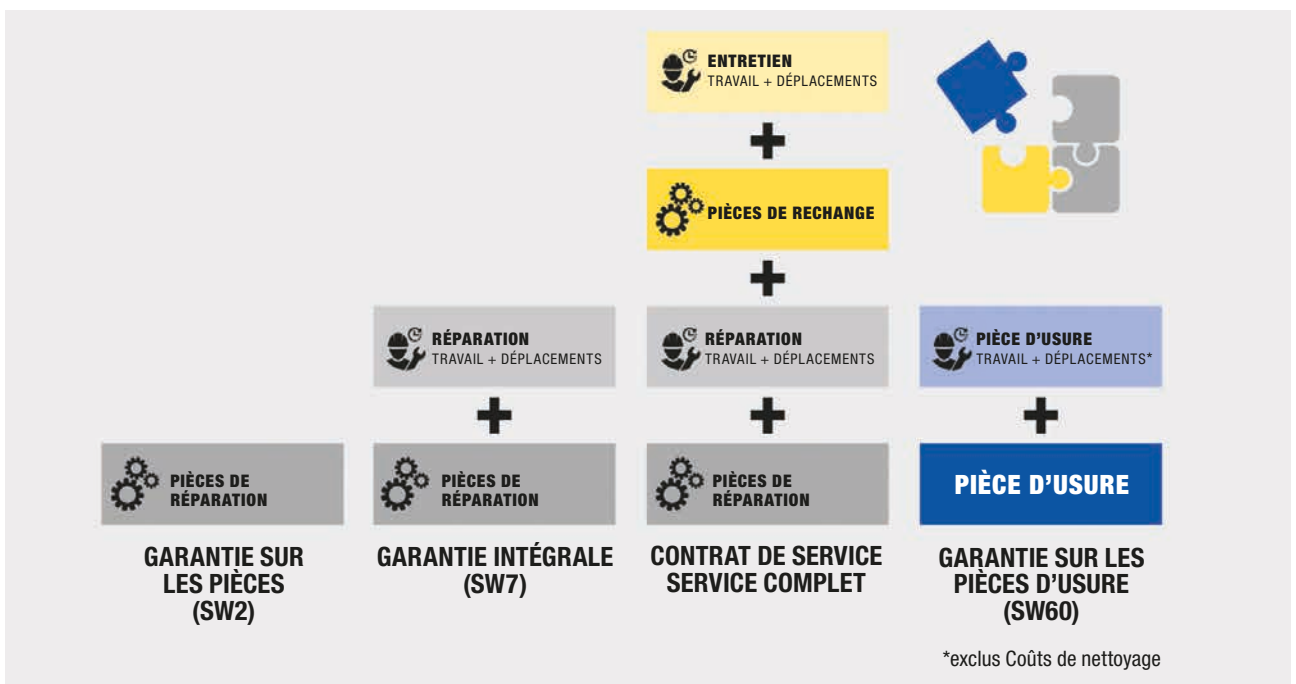 ENTRETIEN
TRAVAIL + DÉPLACEMENTS
+
PIÈCES DE RECHANGE
+
RÉPARATION
TRAVAIL + DÉPLACEMENTS
RÉPARATION
TRAVAIL + DÉPLACEMENTS
PIÈCE D’USURE
TRAVAIL + DÉPLACEMENTS*
+
+
+
PIÈCES DE
RÉPARATION
PIÈCES DE
RÉPARATION
PIÈCES DE
RÉPARATION
PIÈCE D’USURE
GARANTIE SUR
LES PIÈCES
(SW2)
GARANTIE INTÉGRALE
(SW7)
CONTRAT DE SERVICE
SERVICE COMPLET
GARANTIE SUR LES
PIÈCES D’USURE
(SW60)
*exclus Coûts de nettoyage